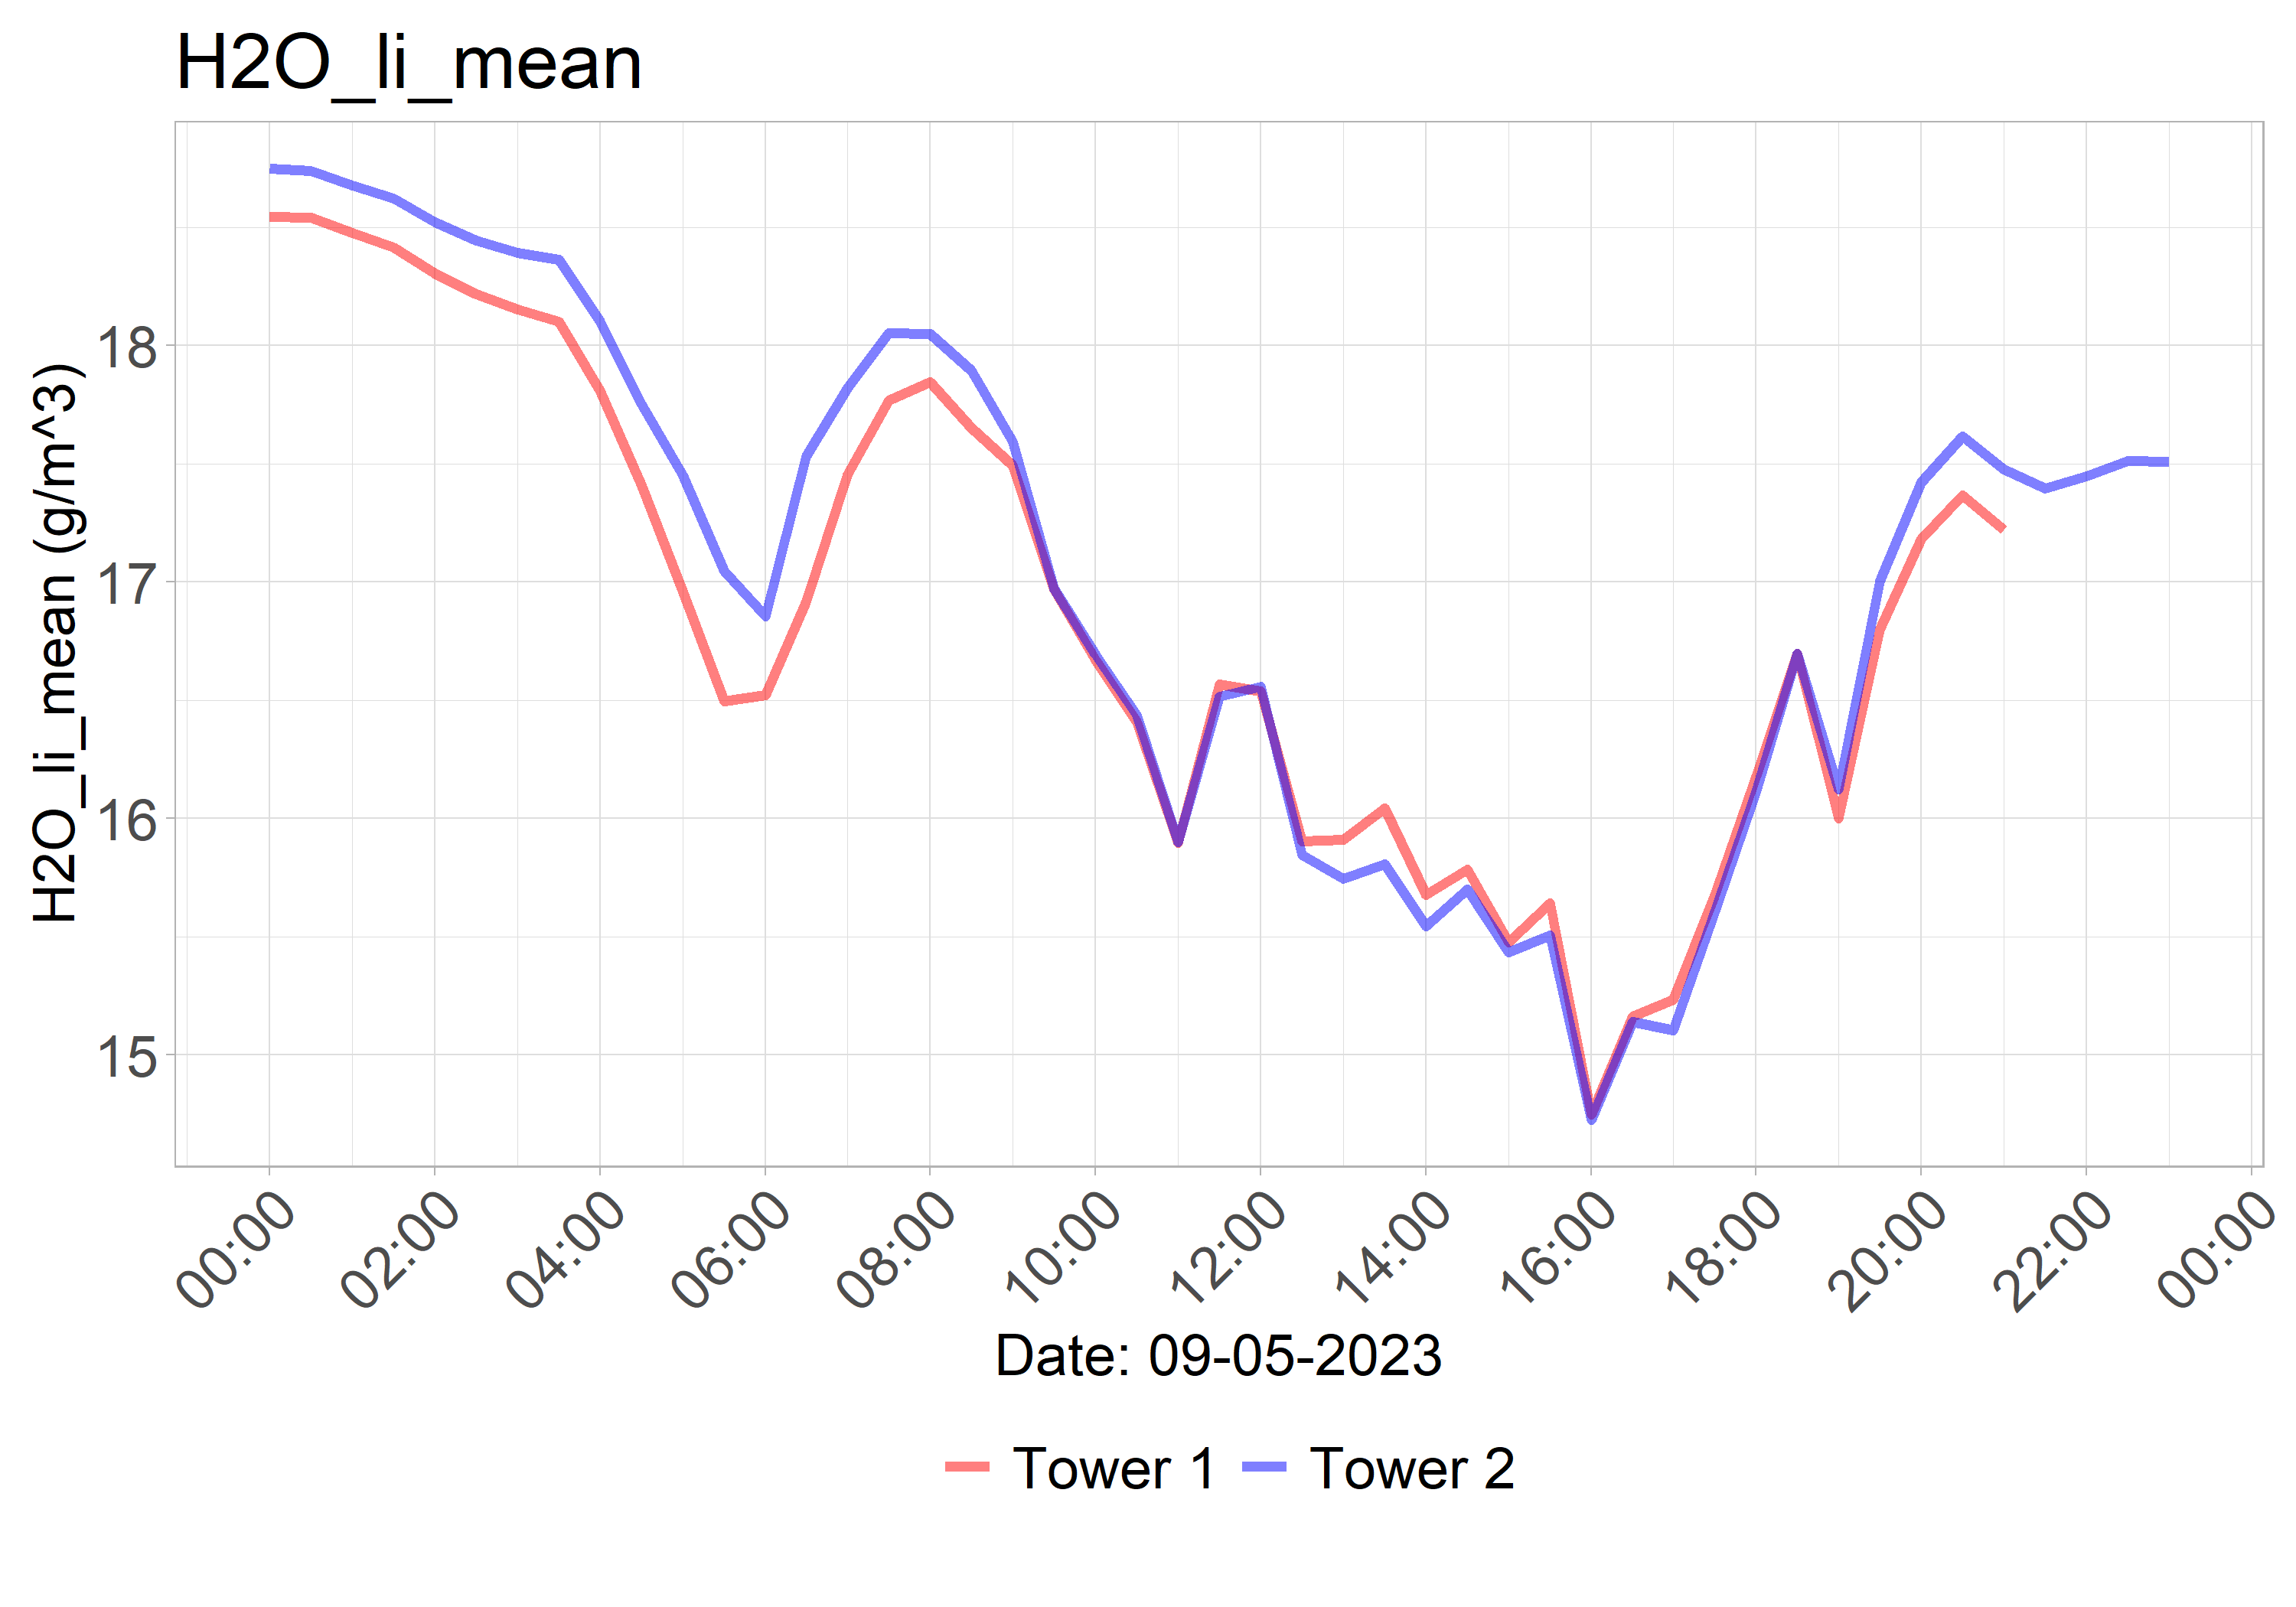 H2O_li_mean
H2O_li_mean (g/m^3)
18
17
16
15
00:00 02:00 04:00 06:00 08:00 10:00 12:00 14:00 16:00 18:00 20:00 22:00 00:00
Date: 09-05-2023
Tower 1 Tower 2